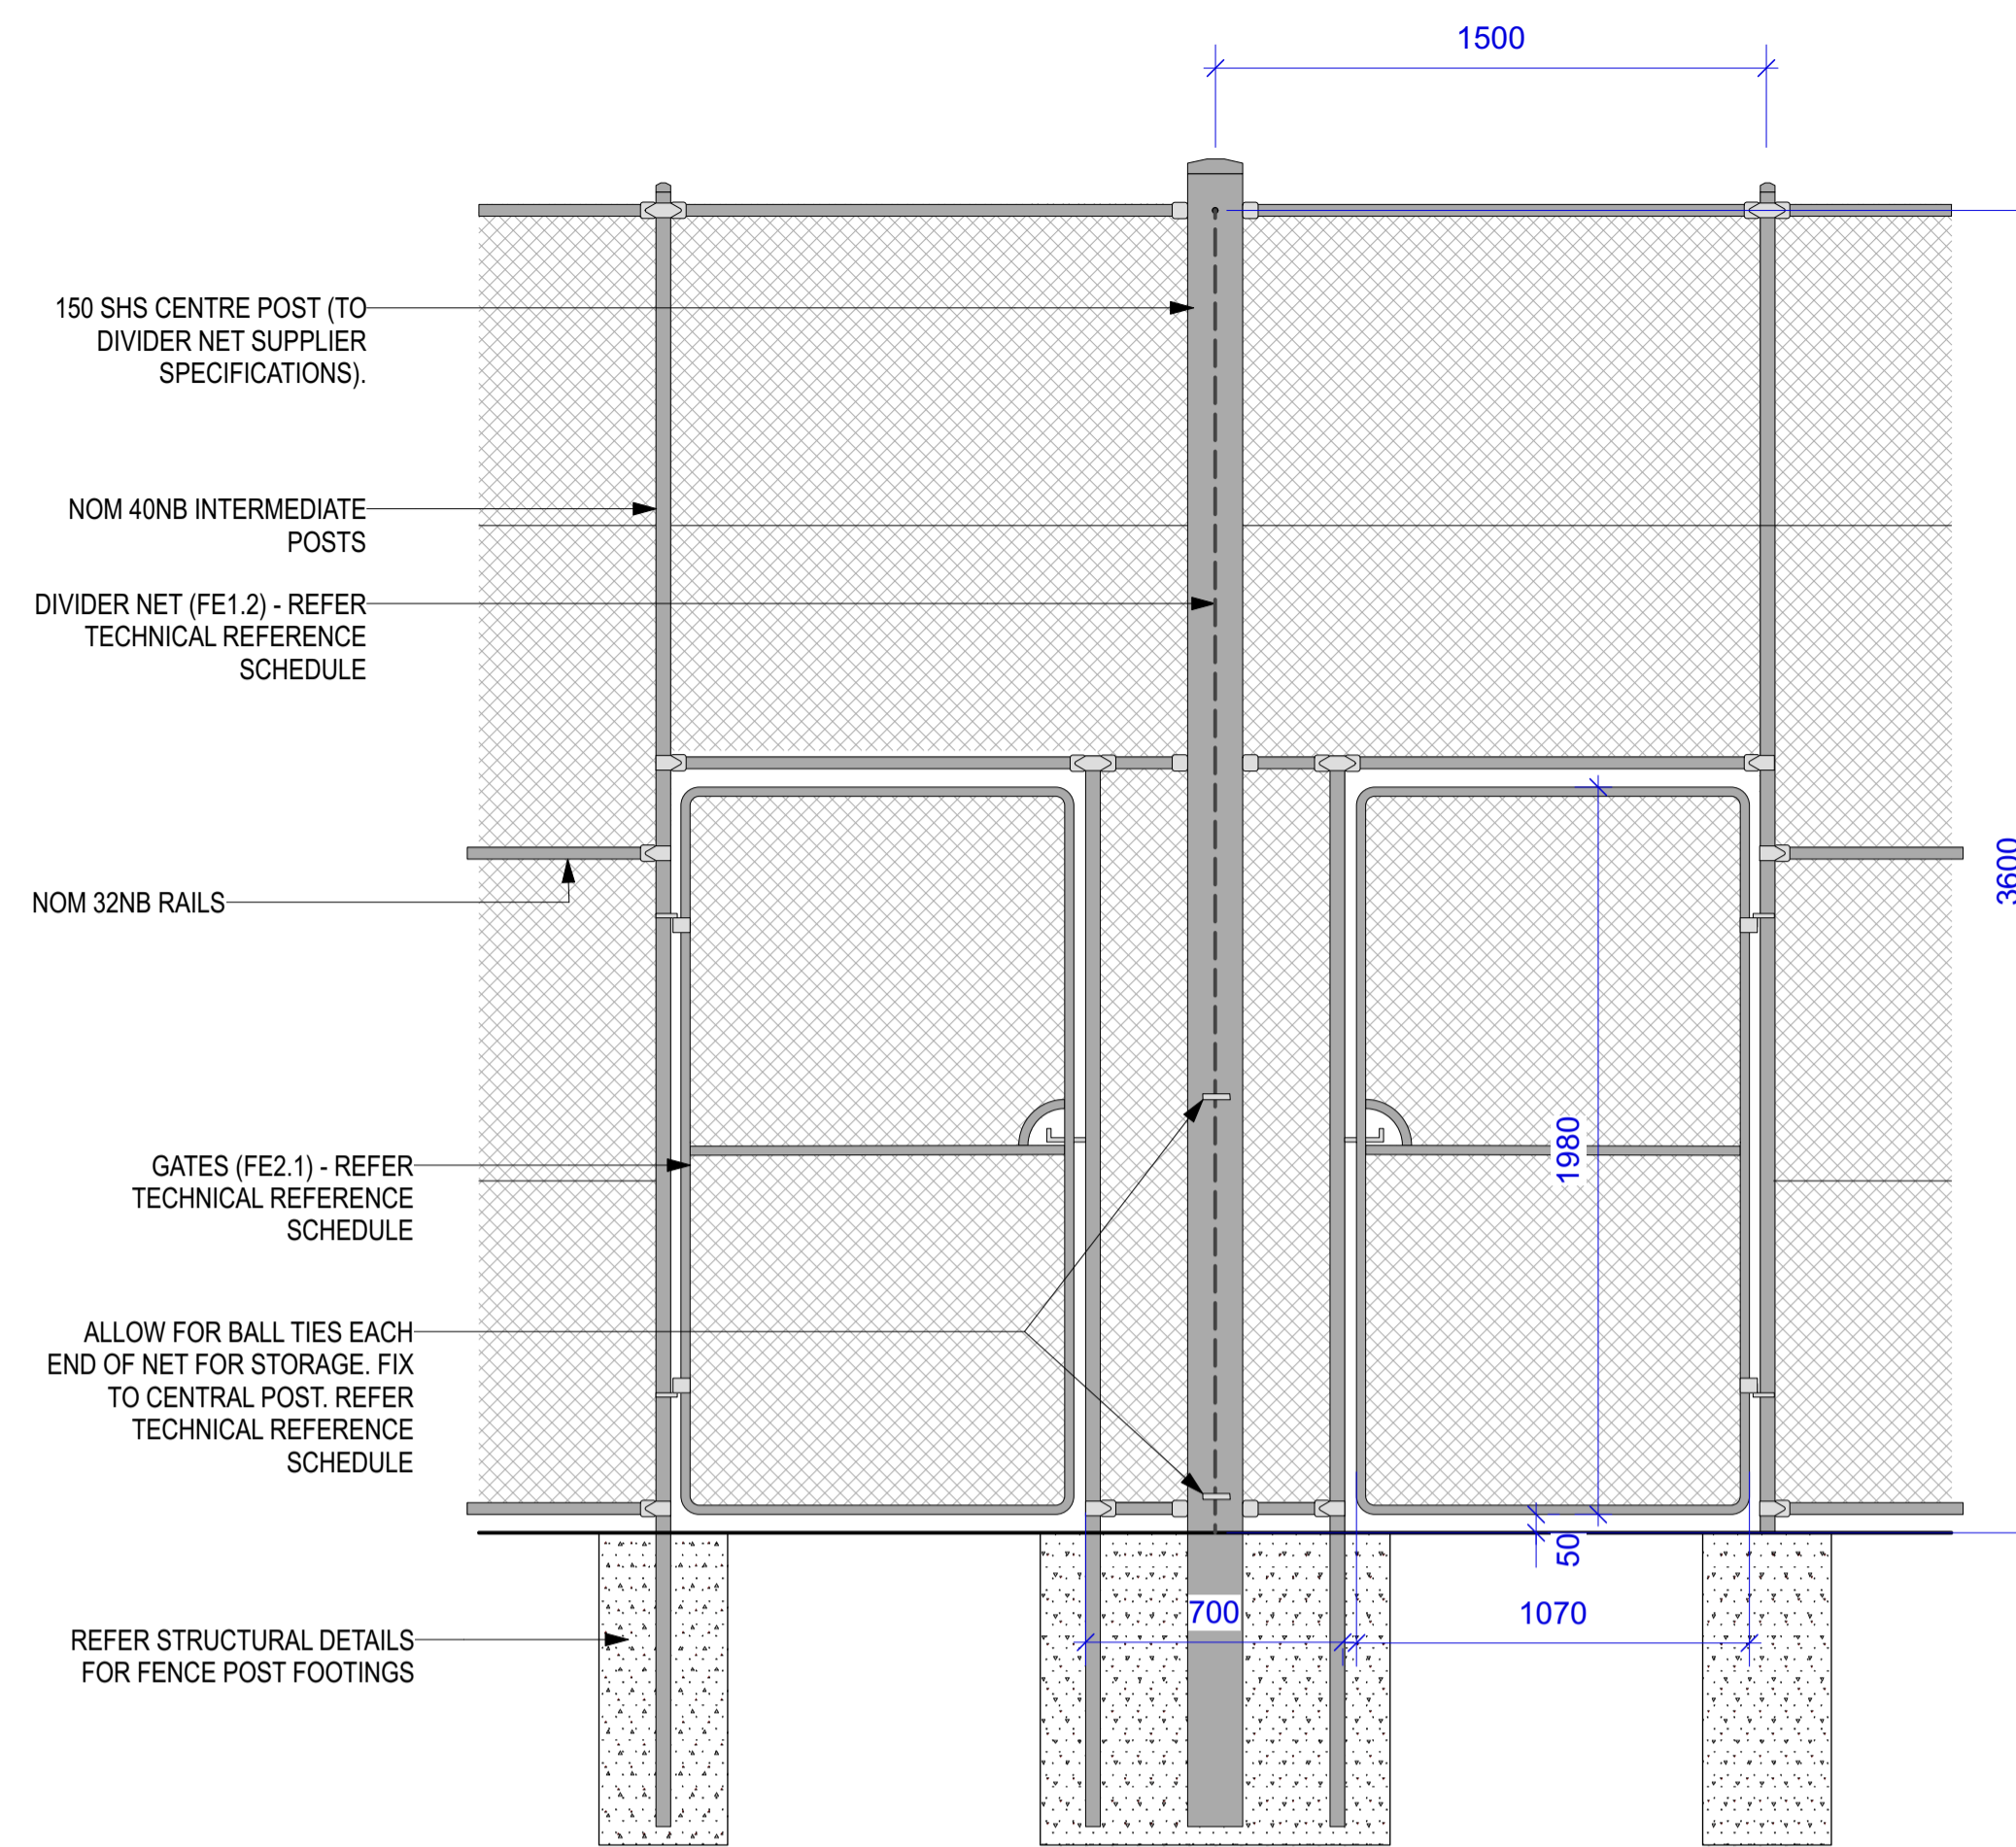 1500
150 SHS CENTRE POST (TO
DIVIDER NET SUPPLIER
SPECIFICATIONS).
NOM 40NB INTERMEDIATE
POSTS
DIVIDER NET (FE1.2) - REFER
TECHNICAL REFERENCE
SCHEDULE
3600
NOM 32NB RAILS
1980
GATES (FE2.1) - REFER
TECHNICAL REFERENCE
SCHEDULE
ALLOW FOR BALL TIES EACH
END OF NET FOR STORAGE. FIX
TO CENTRAL POST. REFER
TECHNICAL REFERENCE
SCHEDULE
50
700
1070
REFER STRUCTURAL DETAILS
FOR FENCE POST FOOTINGS